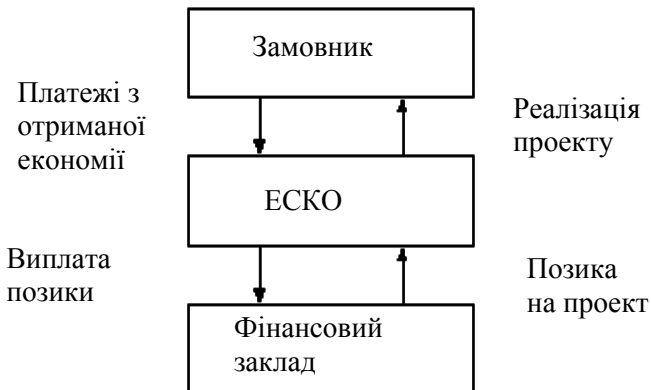 Замовник
Платежі з
отриманої
економії
Реалізація
проекту
ЕСКО
Виплата
позики
Позика
на проект
Фінансовий
заклад